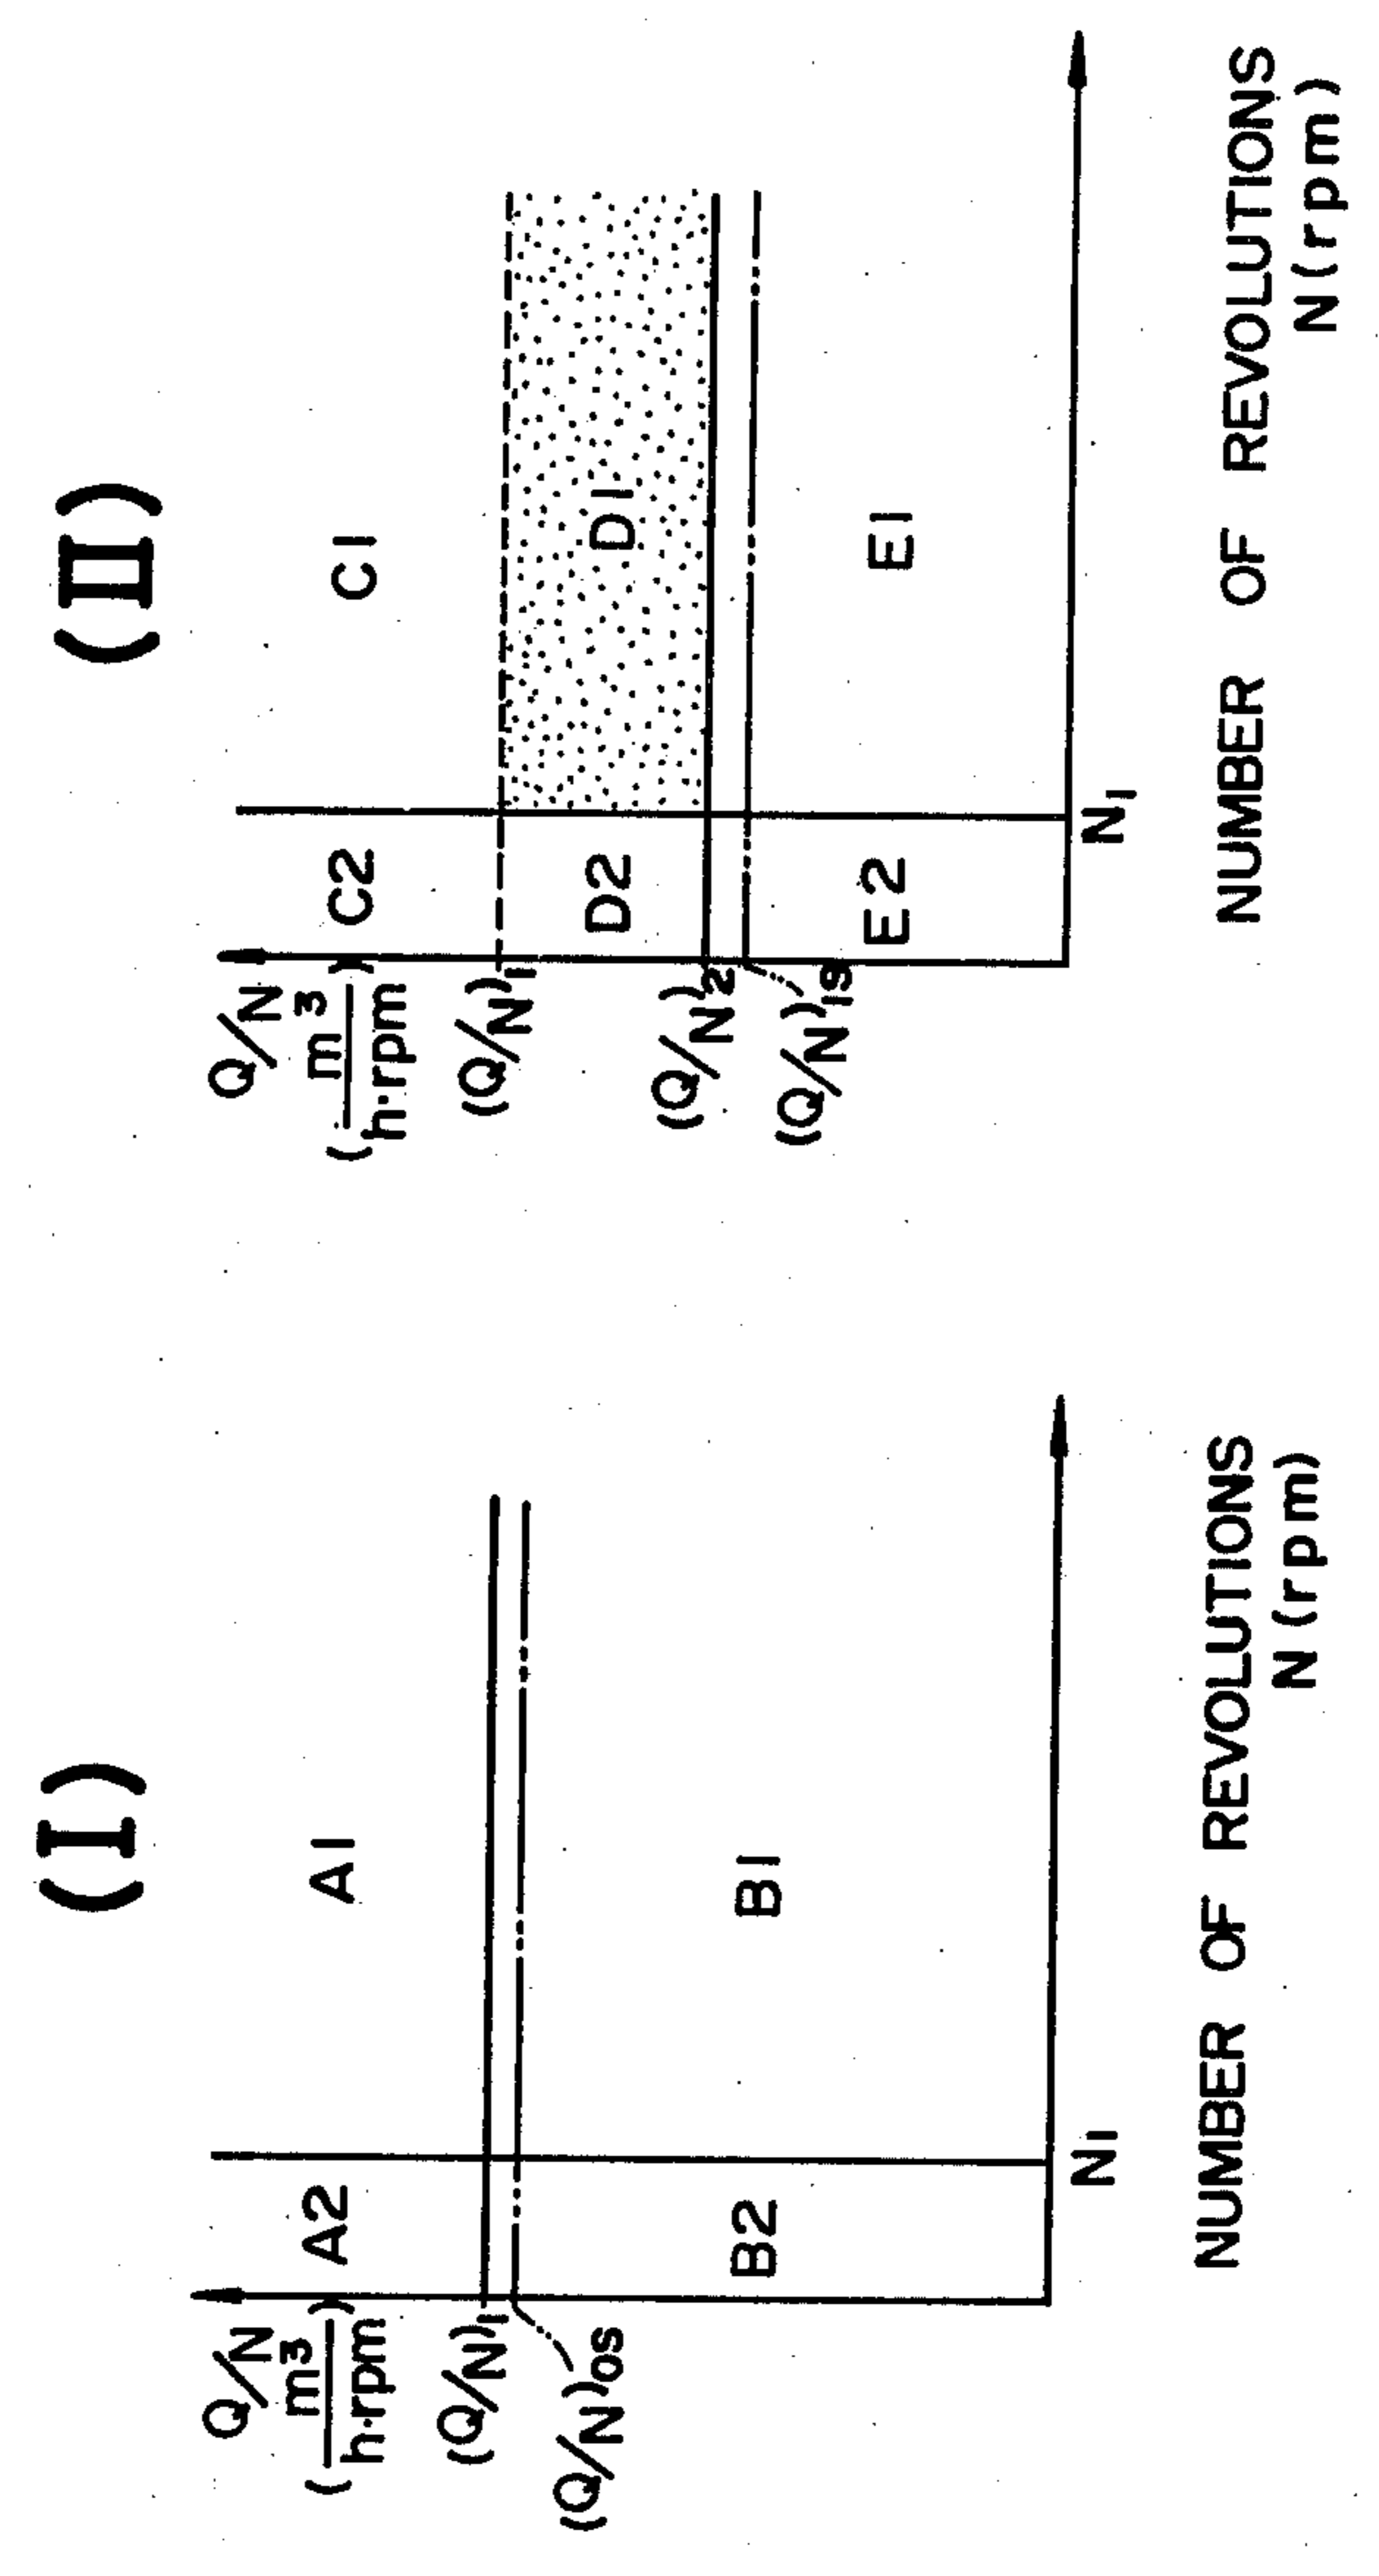 (I)
Q/N
( m³ / h·rpm )
A2
A1
(Q/N)1
(Q/N)OS
B2
B1
N1
NUMBER OF REVOLUTIONS
N (rpm)
(II)
Q/N
( m³ / h·rpm )
C2
C1
(Q/N)1
D2
D1
(Q/N)2
(Q/N)1S
E2
E1
N1
NUMBER OF REVOLUTIONS
N (rpm)